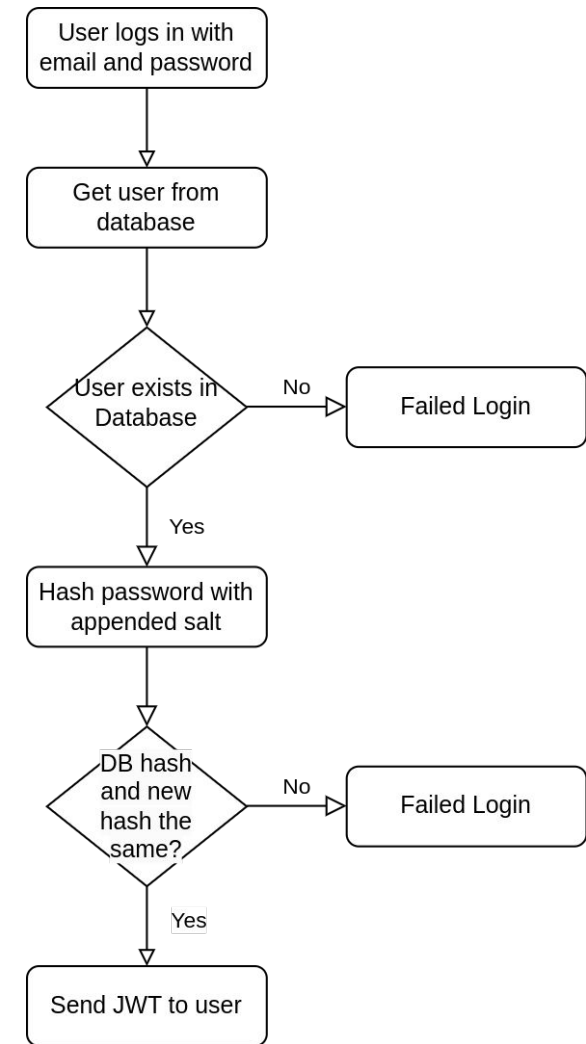 User logs in with
email and password
Get user from
database
User exists in
Database
No
Failed Login
Yes
Hash password with
appended salt
DB hash
and new
hash the
same?
No
Failed Login
Yes
Send JWT to user